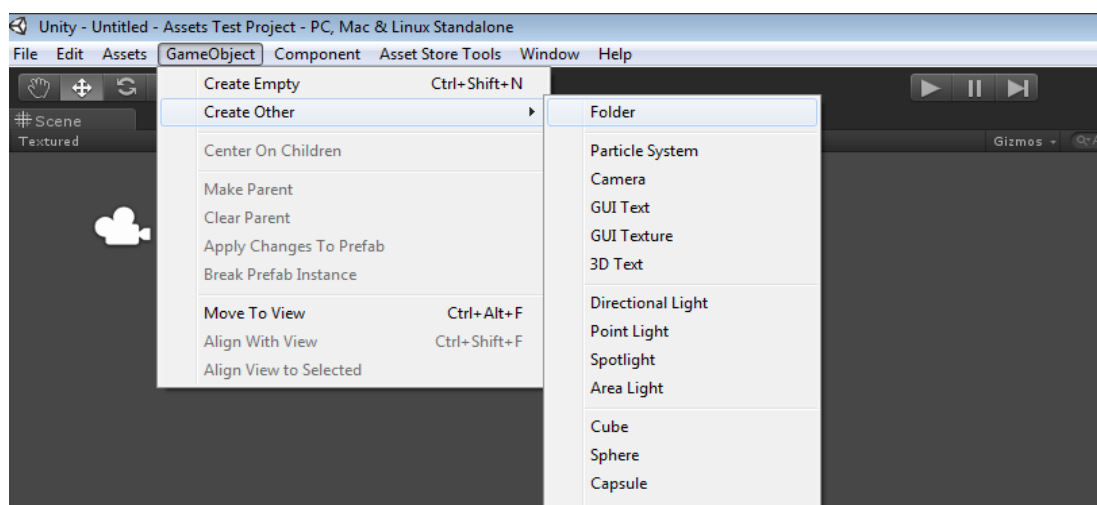 Unity - Untitled - Assets Test Project - PC, Mac & Linux Standalone
File Edit Assets GameObject Component Asset Store Tools Window Help
Create Empty Ctrl+Shift+N
Create Other
Center On Children
Make Parent
Clear Parent
Apply Changes To Prefab
Break Prefab Instance
Move To View Ctrl+Alt+F
Align With View Ctrl+Shift+F
Align View to Selected
Folder
Particle System
Camera
GUI Text
GUI Texture
3D Text
Directional Light
Point Light
Spotlight
Area Light
Cube
Sphere
Capsule
Scene
Textured
Gizmos